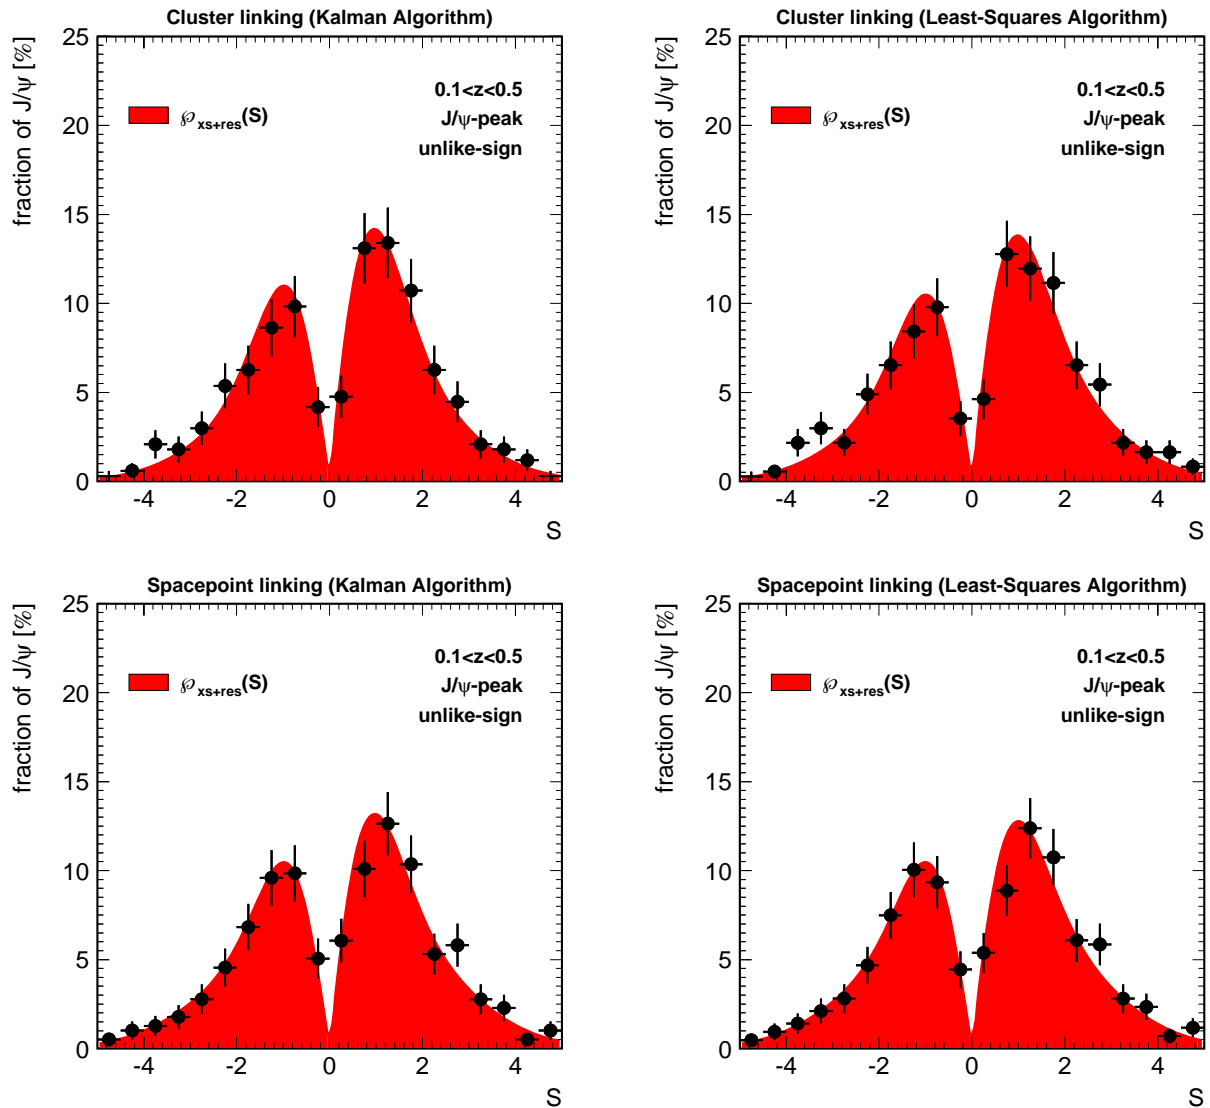 Cluster linking (Kalman Algorithm)
fraction of J/ψ [%]
25
20
15
10
5
0
℘xs+res(S)
0.1<z<0.5
J/ψ-peak
unlike-sign
-4 -2 0 2 4
S
Cluster linking (Least-Squares Algorithm)
fraction of J/ψ [%]
25
20
15
10
5
0
℘xs+res(S)
0.1<z<0.5
J/ψ-peak
unlike-sign
-4 -2 0 2 4
S
Spacepoint linking (Kalman Algorithm)
fraction of J/ψ [%]
25
20
15
10
5
0
℘xs+res(S)
0.1<z<0.5
J/ψ-peak
unlike-sign
-4 -2 0 2 4
S
Spacepoint linking (Least-Squares Algorithm)
fraction of J/ψ [%]
25
20
15
10
5
0
℘xs+res(S)
0.1<z<0.5
J/ψ-peak
unlike-sign
-4 -2 0 2 4
S